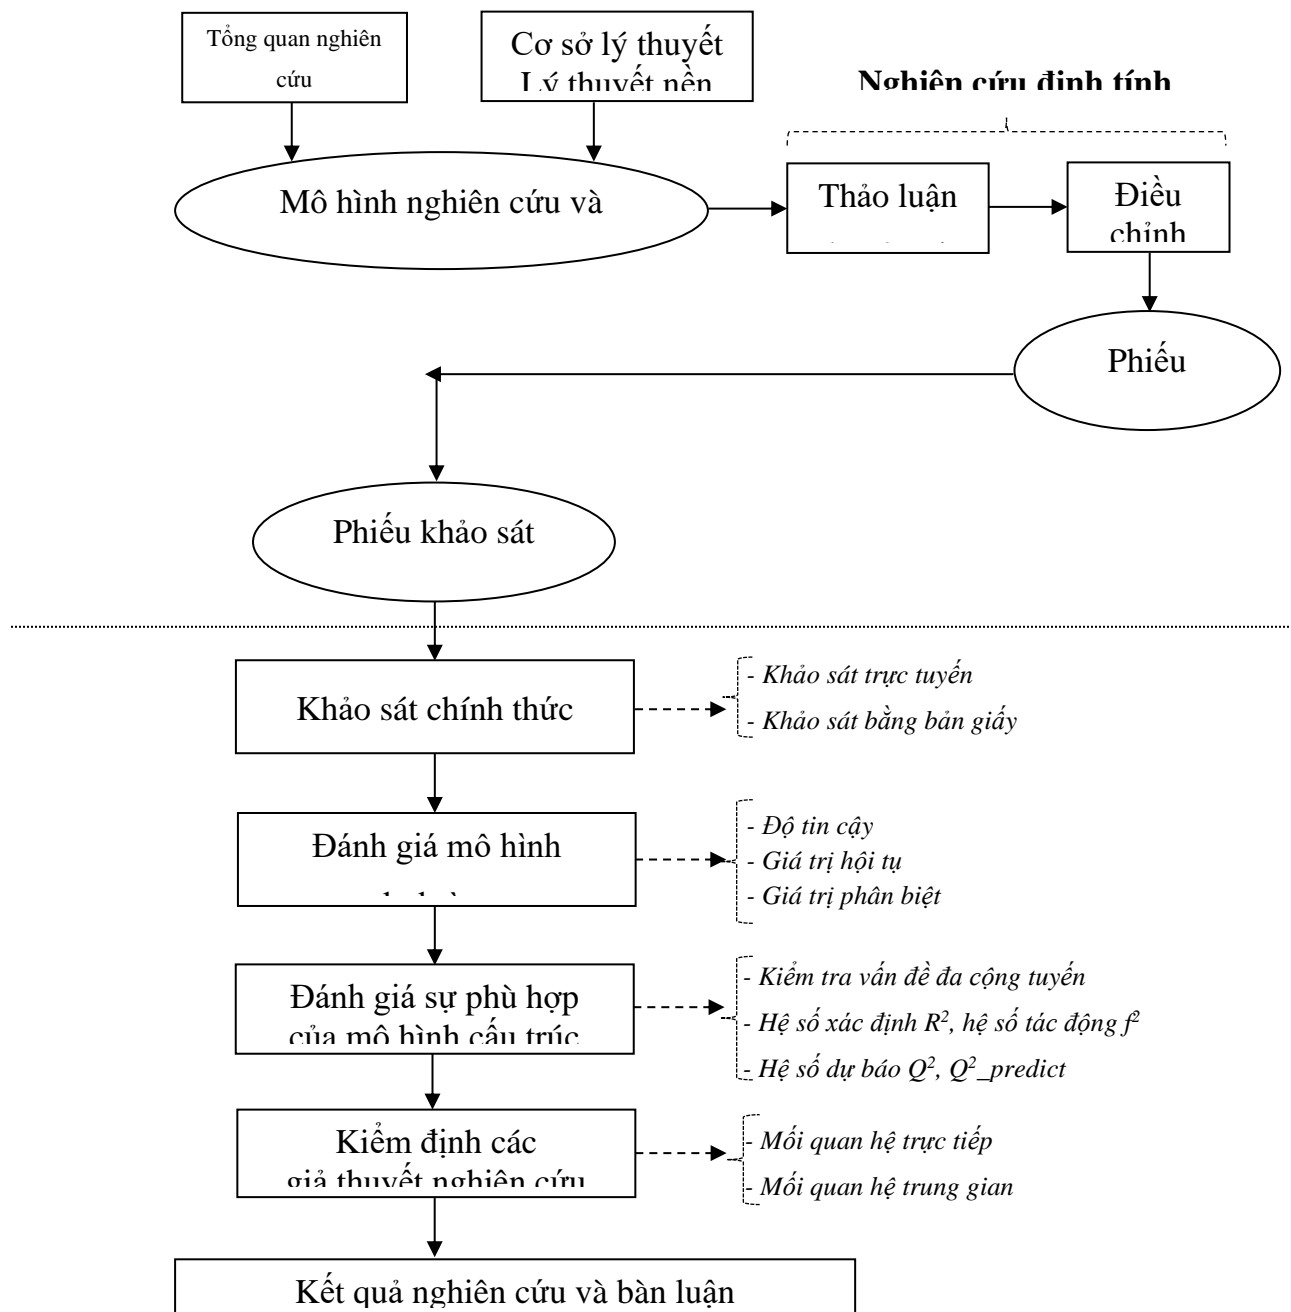 Tổng quan nghiên
cứu
Cơ sở lý thuyết
Lý thuyết nền
Nghiên cứu định tính
Mô hình nghiên cứu và
Thảo luận
Điều
chỉnh
Phiếu
Phiếu khảo sát
Khảo sát chính thức
- Khảo sát trực tuyến
- Khảo sát bằng bản giấy
Đánh giá mô hình
- Độ tin cậy
- Giá trị hội tụ
- Giá trị phân biệt
Đánh giá sự phù hợp
của mô hình cấu trúc
- Kiểm tra vấn đề đa cộng tuyến
- Hệ số xác định R², hệ số tác động f²
- Hệ số dự báo Q², Q²_predict
Kiểm định các
giả thuyết nghiên cứu
- Mối quan hệ trực tiếp
- Mối quan hệ trung gian
Kết quả nghiên cứu và bàn luận